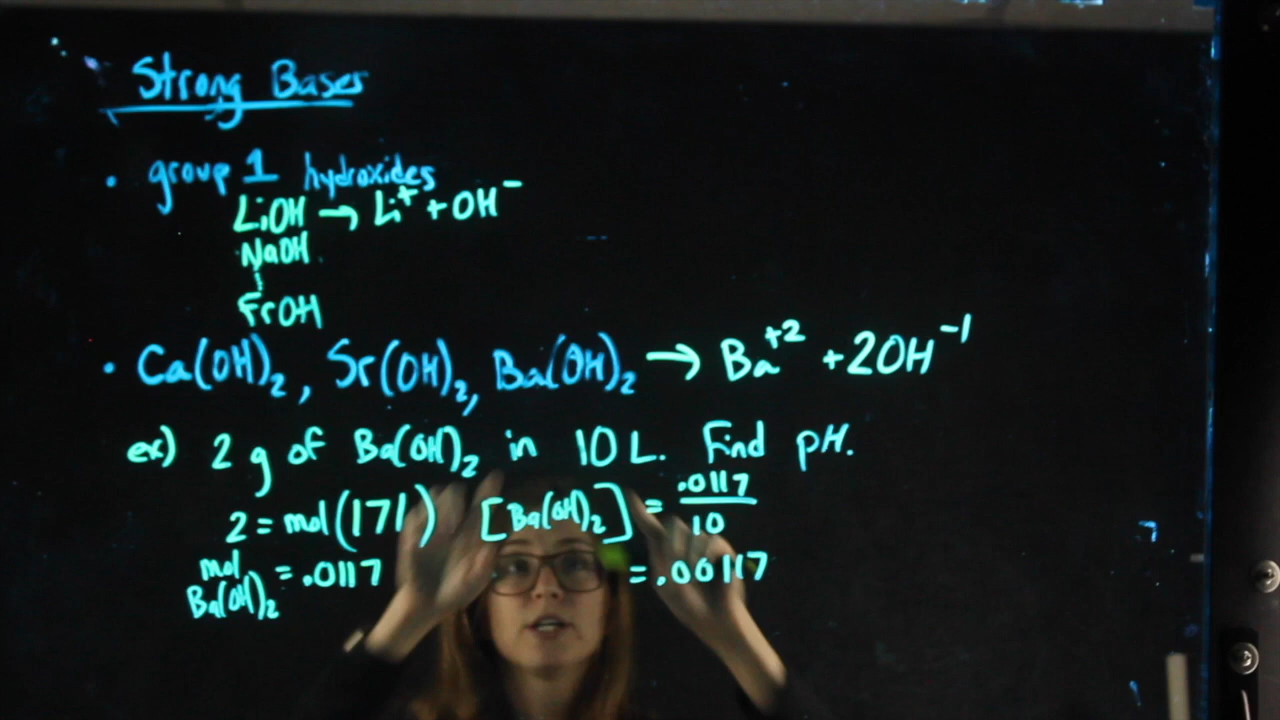 Strong Bases
• group 1 hydroxides
LiOH → Li⁺ + OH⁻
NaOH
FrOH
• Ca(OH)₂, Sr(OH)₂, Ba(OH)₂ → Ba⁺² + 2OH⁻¹
ex) 2 g of Ba(OH)₂ in 10 L. Find pH.
2 = mol(171) [Ba(OH)₂] = .0117/10
mol Ba(OH)₂ = .0117 = .00117